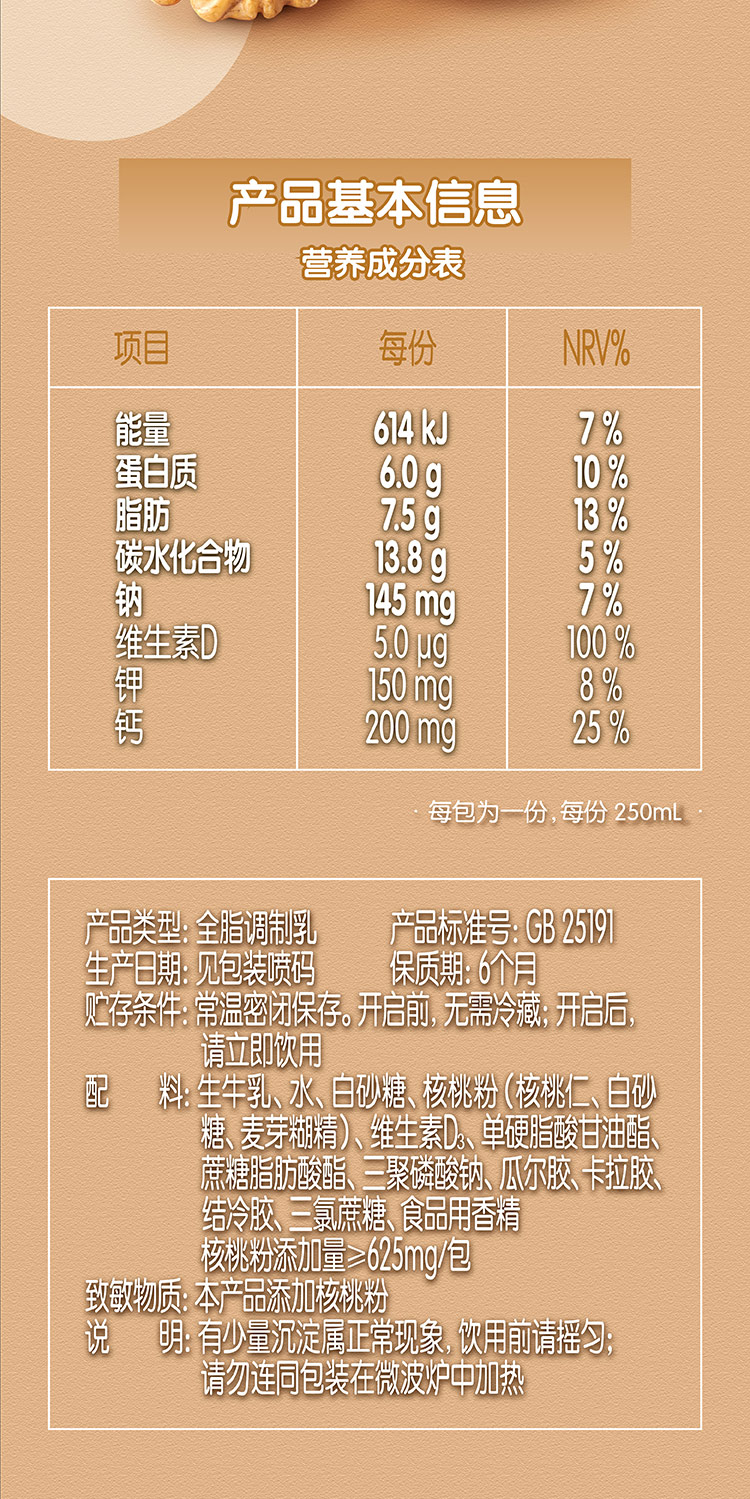 产品基本信息
营养成分表
项目 每份 NRV%
能量 614 kJ 7 %
蛋白质 6.0 g 10 %
脂肪 7.5 g 13 %
碳水化合物 13.8 g 5 %
钠 145 mg 7 %
维生素D 5.0 μg 100 %
钾 150 mg 8 %
钙 200 mg 25 %
· 每包为一份,每份 250mL ·
产品类型: 全脂调制乳 产品标准号: GB 25191
生产日期: 见包装喷码 保质期: 6个月
贮存条件: 常温密闭保存。开启前, 无需冷藏; 开启后,
请立即饮用
配 料: 生牛乳、水、白砂糖、核桃粉（核桃仁、白砂
糖、麦芽糊精）、维生素D₃、单硬脂酸甘油酯、
蔗糖脂肪酸酯、三聚磷酸钠、瓜尔胶、卡拉胶、
结冷胶、三氯蔗糖、食品用香精
核桃粉添加量≥625mg/包
致敏物质: 本产品添加核桃粉
说 明: 有少量沉淀属正常现象, 饮用前请摇匀;
请勿连同包装在微波炉中加热